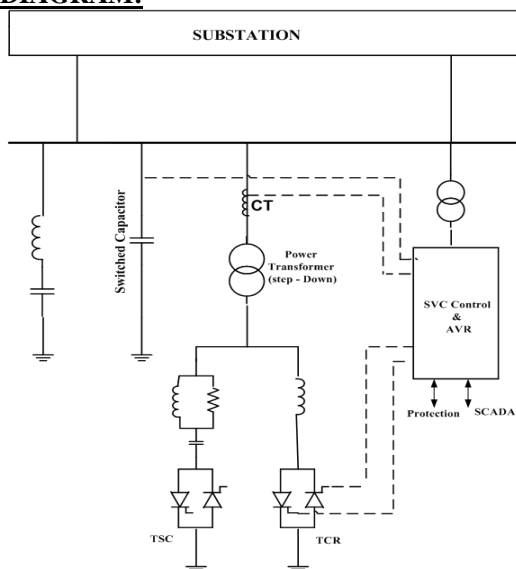 DIAGRAM:
SUBSTATION
Switched Capacitor
CT
Power
Transformer
(step - Down)
SVC Control
&
AVR
Protection
SCADA
TSC
TCR